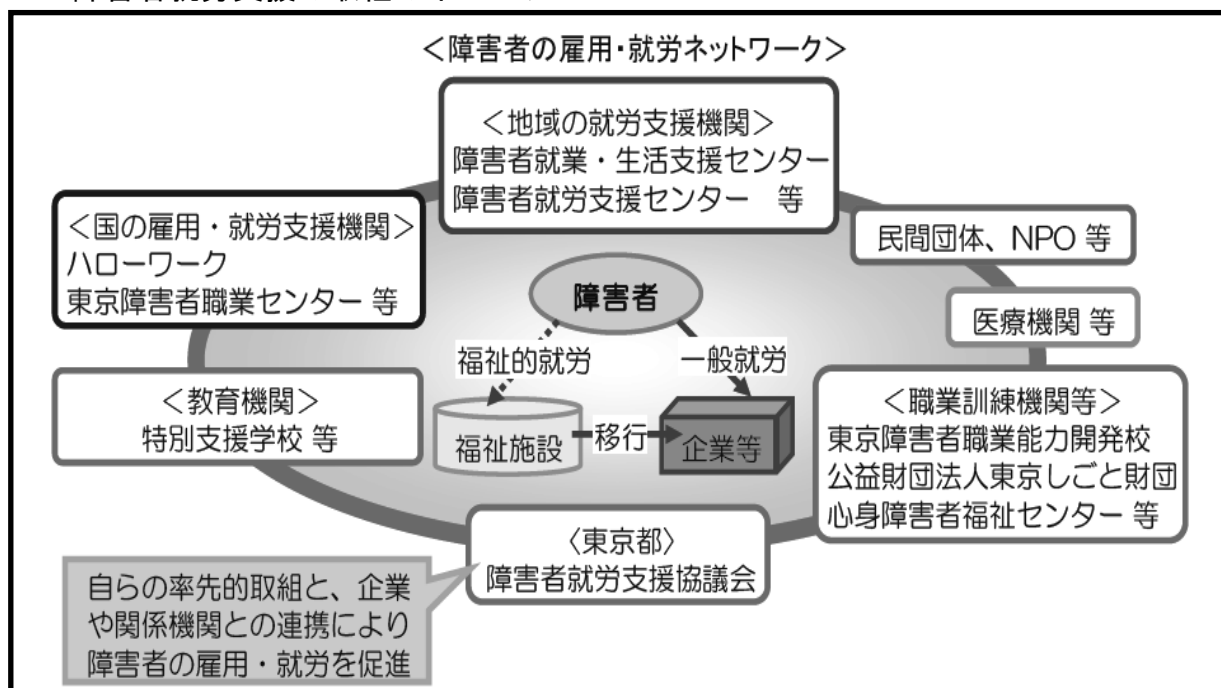 ＜障害者の雇用・就労ネットワーク＞
＜地域の就労支援機関＞
障害者就業・生活支援センター
障害者就労支援センター　等
＜国の雇用・就労支援機関＞
ハローワーク
東京障害者職業センター 等
民間団体、NPO 等
医療機関 等
障害者
福祉的就労
一般就労
福祉施設
移行
企業等
＜教育機関＞
特別支援学校 等
＜職業訓練機関等＞
東京障害者職業能力開発校
公益財団法人東京しごと財団
心身障害者福祉センター 等
〈東京都〉
障害者就労支援協議会
自らの率先的取組と、企業
や関係機関との連携により
障害者の雇用・就労を促進